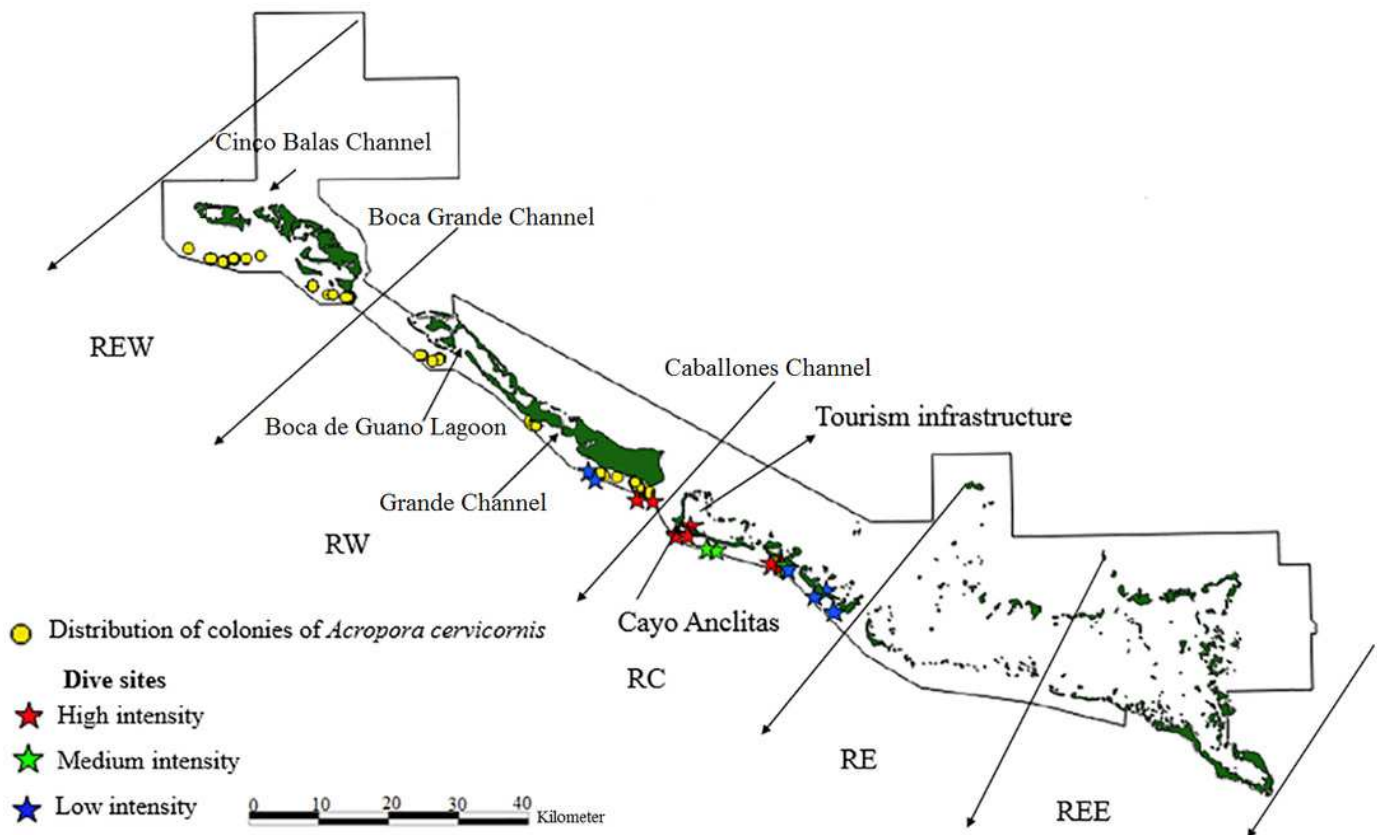 Cinco Balas Channel
Boca Grande Channel
REW
Caballones Channel
Tourism infrastructure
Boca de Guano Lagoon
Grande Channel
RW
Cayo Anclitas
RC
RE
REE
Distribution of colonies of Acropora cervicornis
Dive sites
High intensity
Medium intensity
Low intensity
0 10 20 30 40
Kilometer